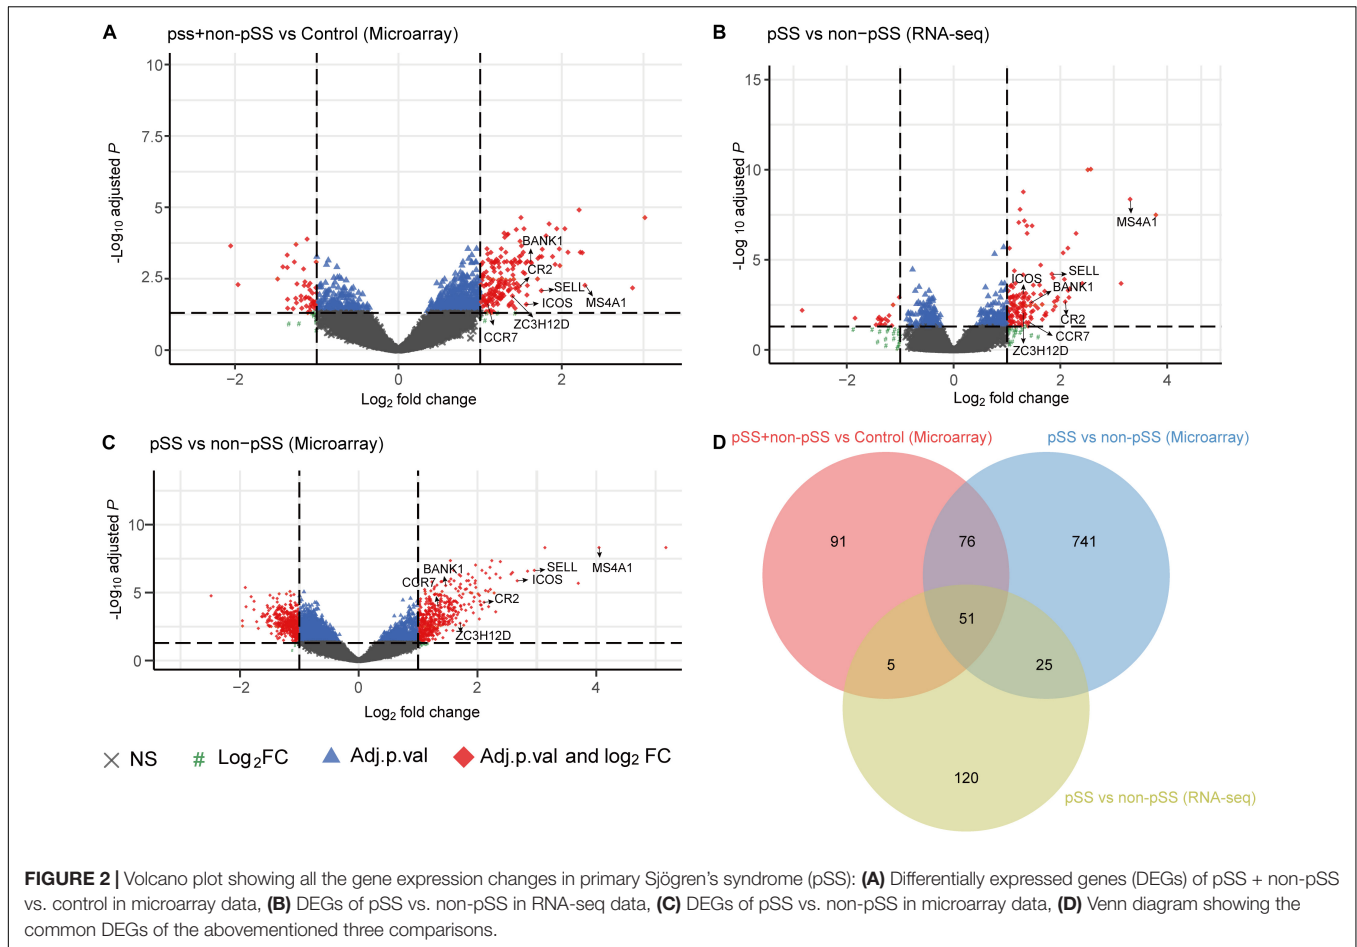 A pss+non-pSS vs Control (Microarray)
10
7.5
5
2.5
0
-Log10 adjusted P
BANK1
CR2
SELL
ICOS
MS4A1
ZC3H12D
CCR7
−2 0 2
Log2 fold change
B pSS vs non−pSS (RNA-seq)
15
10
5
0
-Log 10 adjusted P
MS4A1
ICOS
SELL
BANK1
CR2
CCR7
ZC3H12D
−2 0 2 4
Log2 fold change
C pSS vs non−pSS (Microarray)
10
5
0
-Log10 adjusted P
BANK1
CCR7
SELL
ICOS
MS4A1
CR2
ZC3H12D
−2 0 2 4
Log2 fold change
NS # Log2FC Adj.p.val Adj.p.val and log2 FC
D pSS+non-pSS vs Control (Microarray) pSS vs non-pSS (Microarray)
91 76 741
51
5 25
120
pSS vs non-pSS (RNA-seq)
FIGURE 2 | Volcano plot showing all the gene expression changes in primary Sjögren's syndrome (pSS): (A) Differentially expressed genes (DEGs) of pSS + non-pSS
vs. control in microarray data, (B) DEGs of pSS vs. non-pSS in RNA-seq data, (C) DEGs of pSS vs. non-pSS in microarray data, (D) Venn diagram showing the
common DEGs of the abovementioned three comparisons.